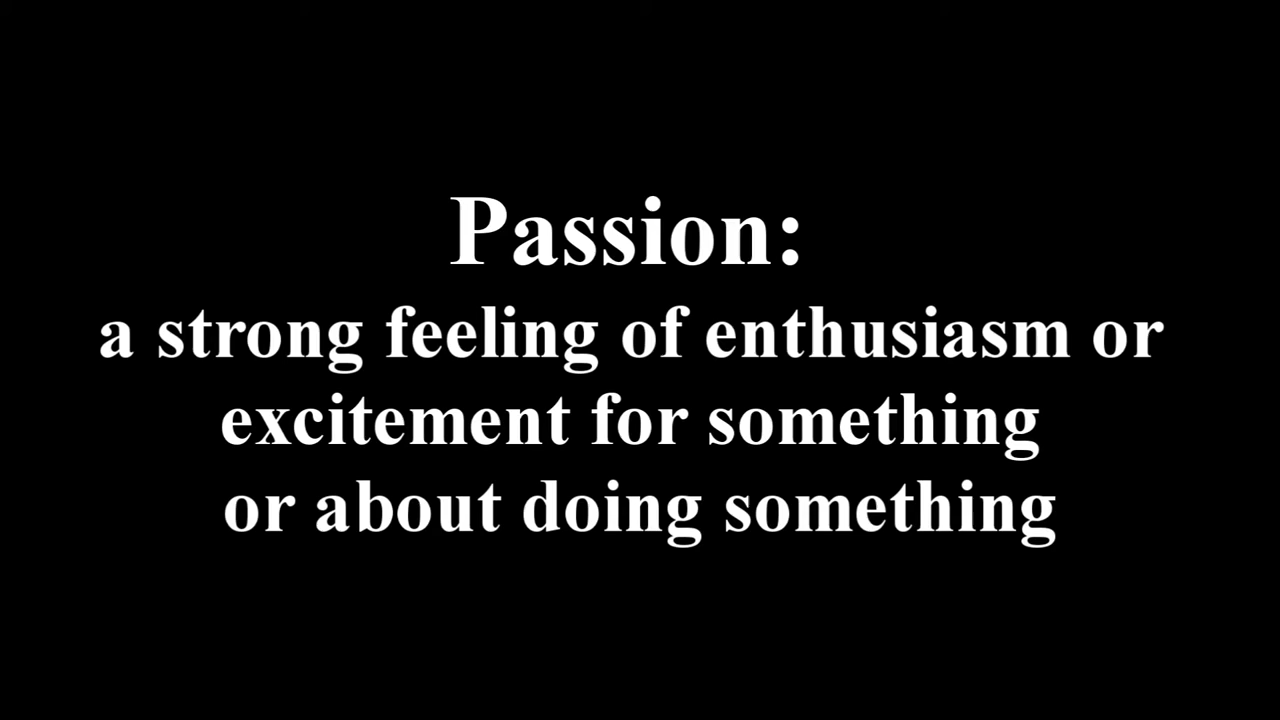 Passion:
a strong feeling of enthusiasm or
excitement for something
or about doing something